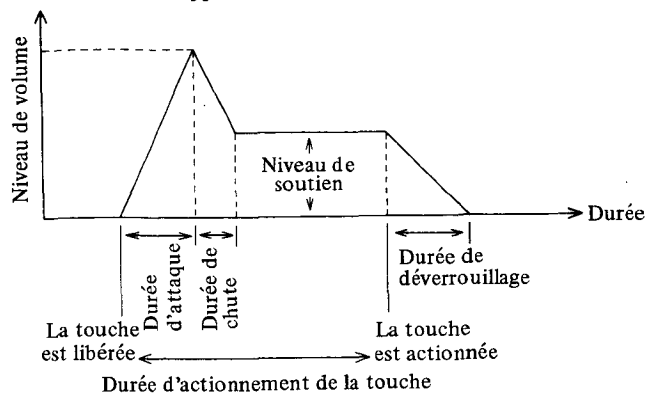 Niveau de volume
Niveau de
soutien
Durée
Durée
d'attaque
Durée de
chute
Durée de
déverrouillage
La touche
est libérée
La touche
est actionnée
Durée d'actionnement de la touche